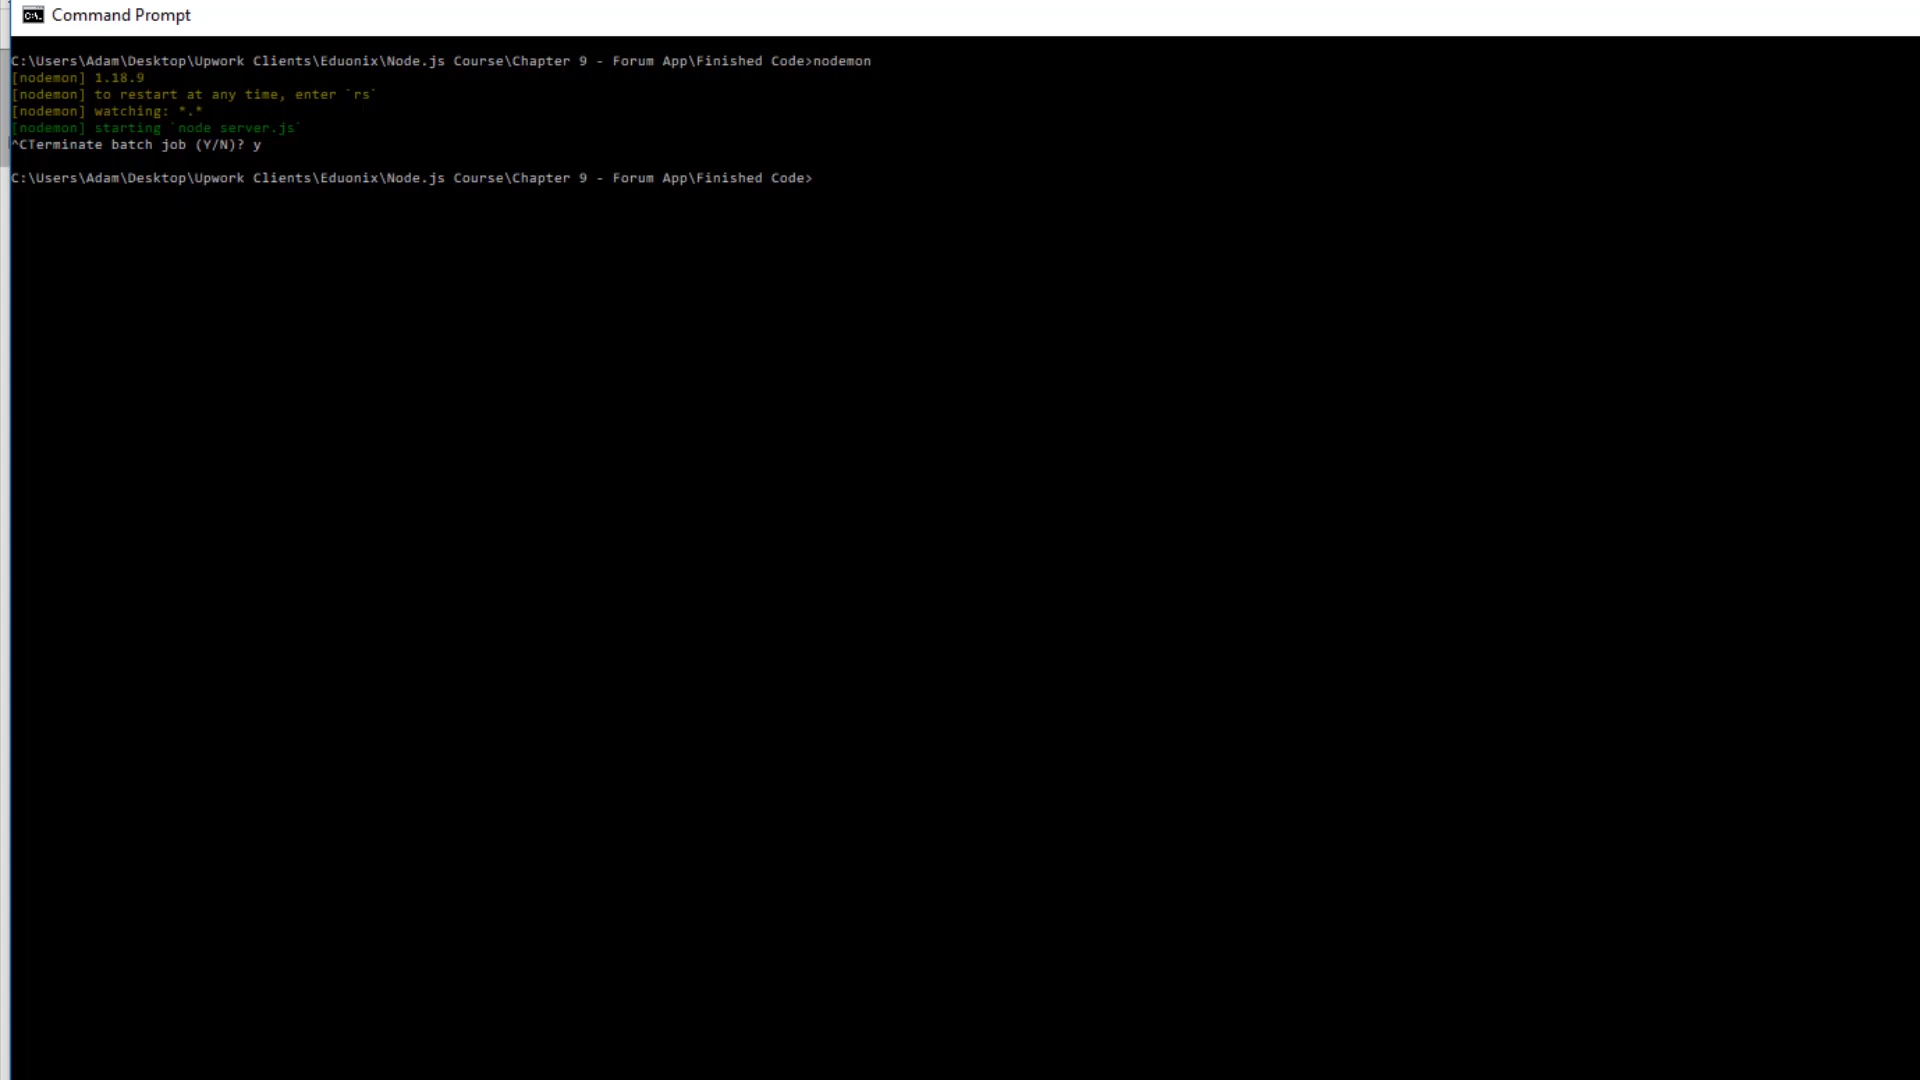 Command Prompt
C:\Users\Adam\Desktop\Upwork Clients\Eduonix\Node.js Course\Chapter 9 - Forum App\Finished Code>nodemon
[nodemon] 1.18.9
[nodemon] to restart at any time, enter `rs`
[nodemon] watching: *.*
[nodemon] starting `node server.js`
^CTerminate batch job (Y/N)? y
C:\Users\Adam\Desktop\Upwork Clients\Eduonix\Node.js Course\Chapter 9 - Forum App\Finished Code>